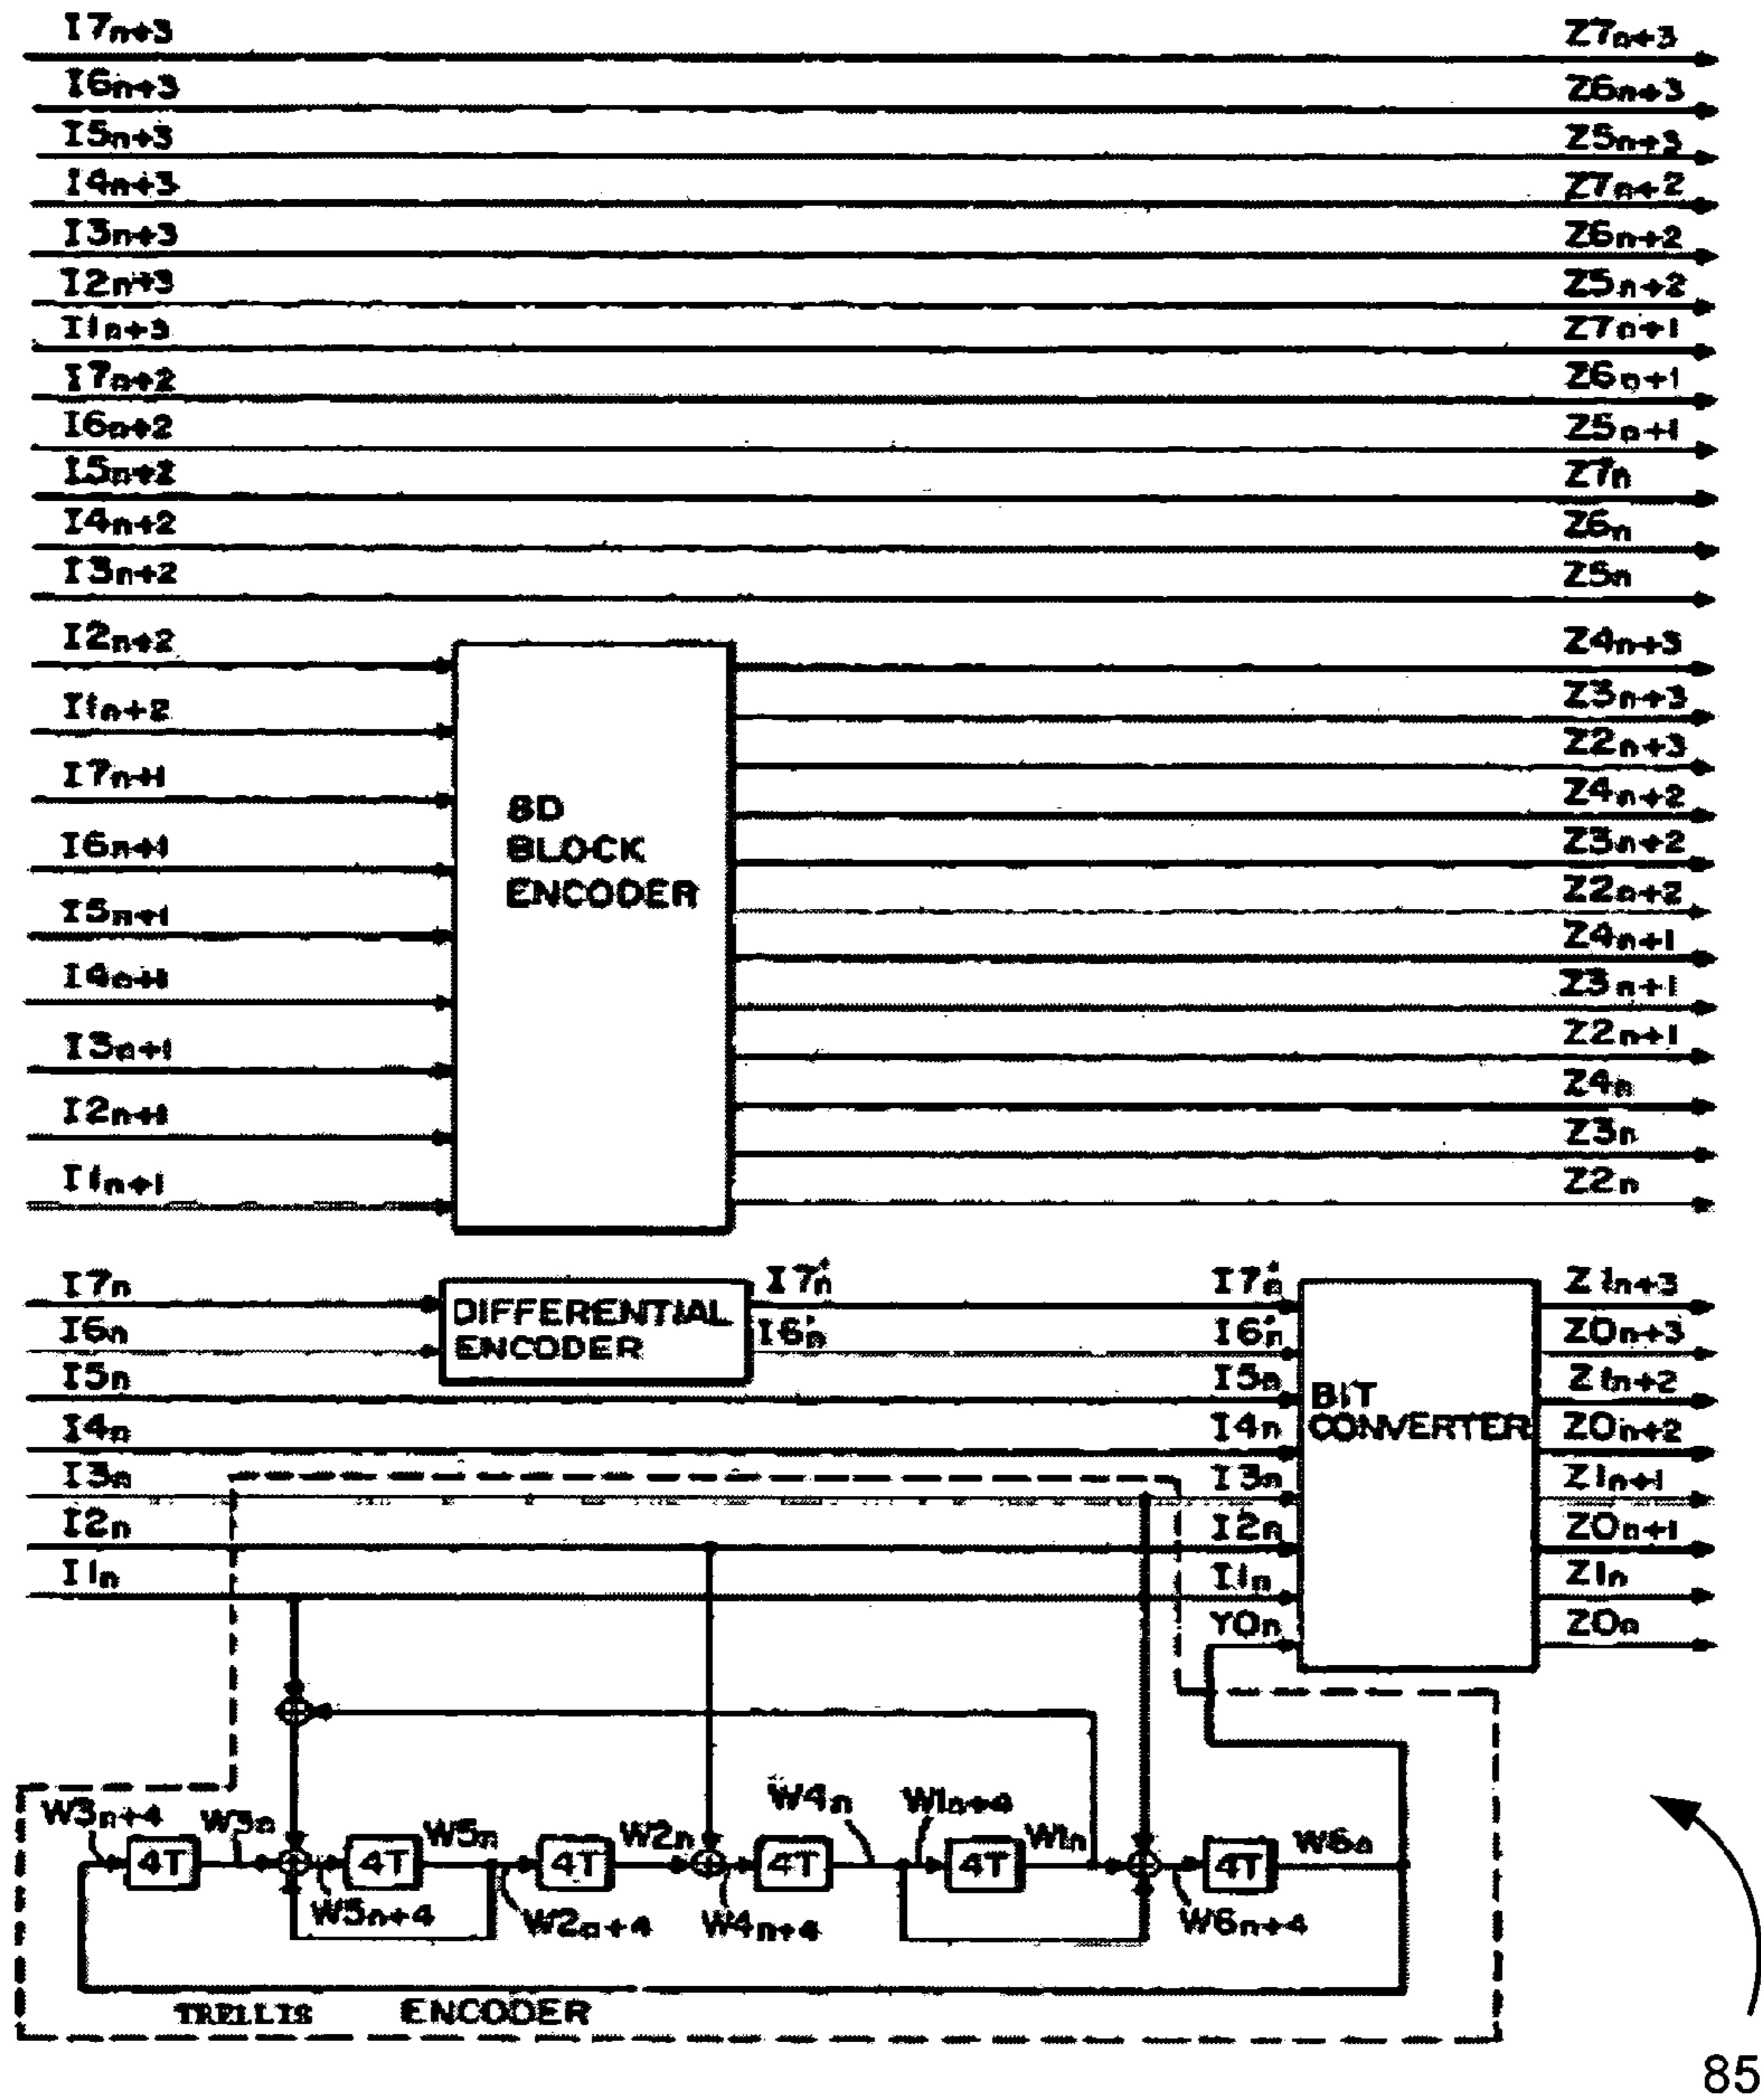 I7n+3 Z7n+3
I6n+3 Z6n+3
I5n+3 Z5n+3
I4n+3 Z7n+2
I3n+3 Z6n+2
I2n+3 Z5n+2
I1n+3 Z7n+1
I7n+2 Z6n+1
I6n+2 Z5n+1
I5n+2 Z7n
I4n+2 Z6n
I3n+2 Z5n
I2n+2 Z4n+3
I1n+2 Z3n+3
Z2n+3
I7n+1 Z4n+2
I6n+1 Z3n+2
8D
BLOCK
ENCODER
I5n+1 Z2n+2
Z4n+1
I4n+1 Z3n+1
I3n+1 Z2n+1
I2n+1 Z4n
Z3n
I1n+1 Z2n
I7n I7'n I7'n Z1n+3
DIFFERENTIAL
ENCODER
I6n I6'n I6'n Z0n+3
I5n I5n Z1n+2
BIT
CONVERTER
I4n I4n Z0n+2
I3n I3n Z1n+1
I2n I2n Z0n+1
I1n I1n Z1n
Y0n Z0n
W3n+4 W3n W5n W2n W4n W1n+4 W1n W6n
4T 4T 4T 4T 4T 4T
W5n+4 W2n+4 W4n+4 W6n+4
TRELLIS ENCODER
85